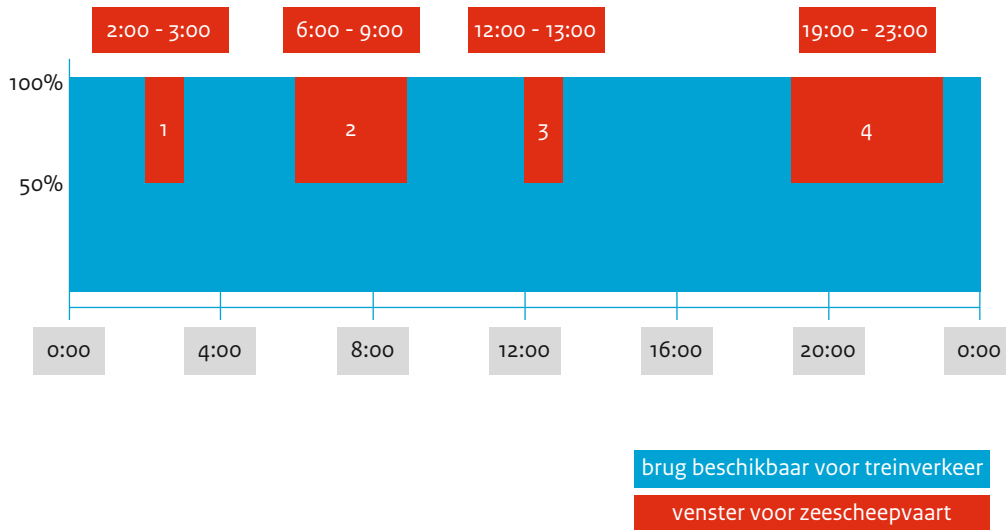 2:00 - 3:00 6:00 - 9:00 12:00 - 13:00 19:00 - 23:00
100%
1 2 3 4
50%
0:00 4:00 8:00 12:00 16:00 20:00 0:00
brug beschikbaar voor treinverkeer
venster voor zeescheepvaart